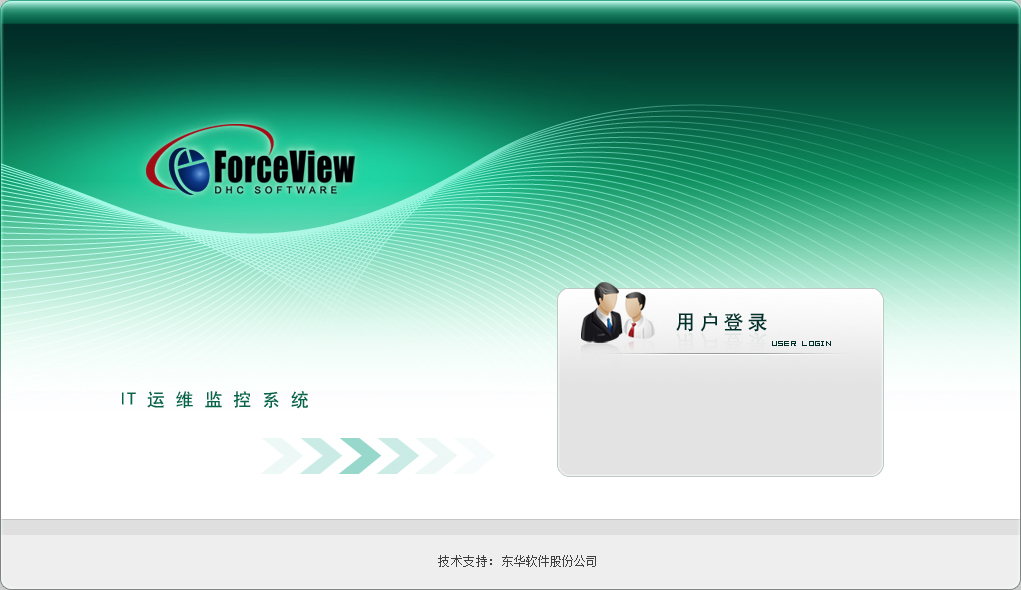 ForceView
DHC SOFTWARE
用户登录
USER LOGIN
IT 运维监控系统
技术支持：东华软件股份公司